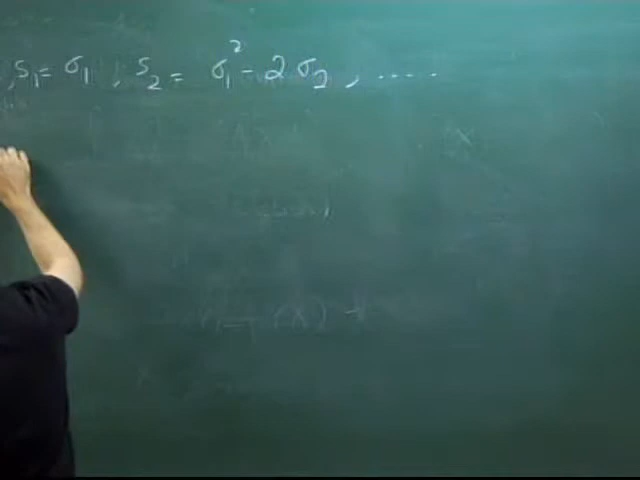 , S₁ = σ₁ , S₂ = σ₁² - 2σ₂ , .....